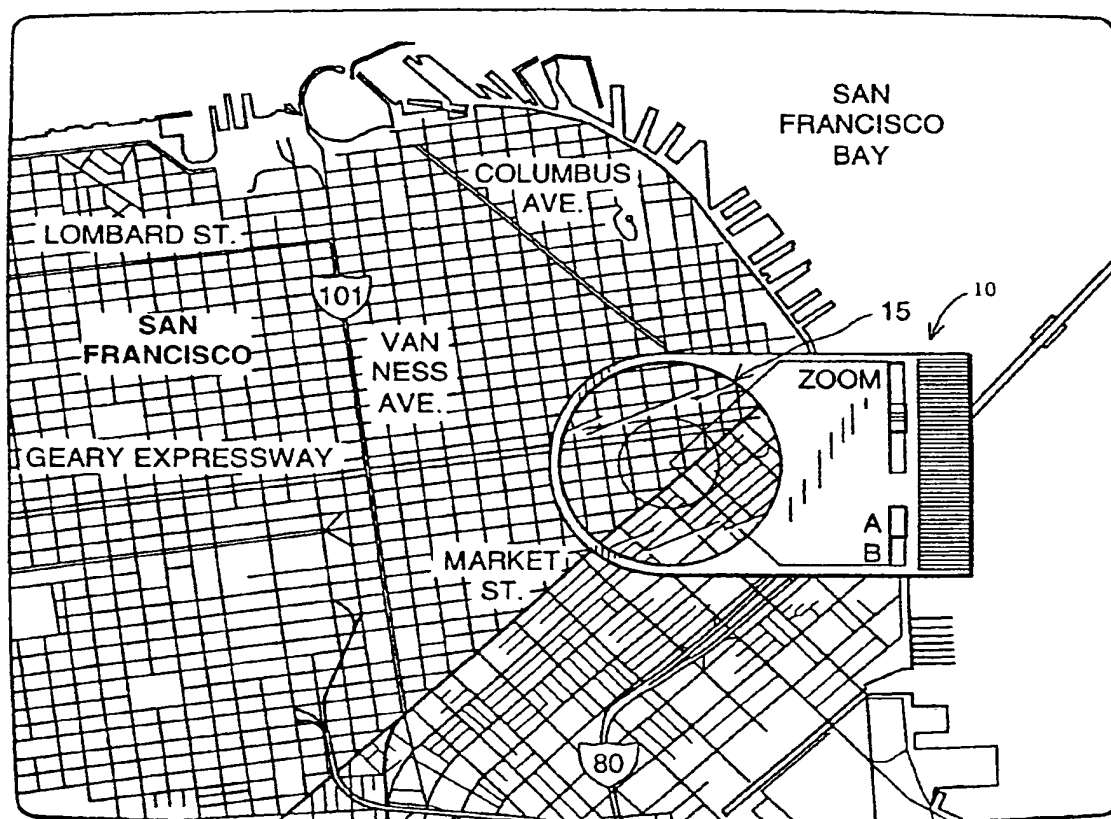 SAN
FRANCISCO
BAY
COLUMBUS
AVE.
LOMBARD ST.
101
SAN
FRANCISCO
VAN
NESS
AVE.
15
10
ZOOM
GEARY EXPRESSWAY
A
B
MARKET
ST.
80